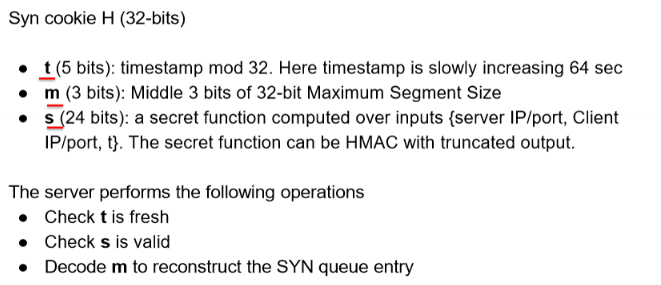 Syn cookie H (32-bits)
● t (5 bits): timestamp mod 32. Here timestamp is slowly increasing 64 sec
● m (3 bits): Middle 3 bits of 32-bit Maximum Segment Size
● s (24 bits): a secret function computed over inputs {server IP/port, Client
IP/port, t}. The secret function can be HMAC with truncated output.
The server performs the following operations
● Check t is fresh
● Check s is valid
● Decode m to reconstruct the SYN queue entry